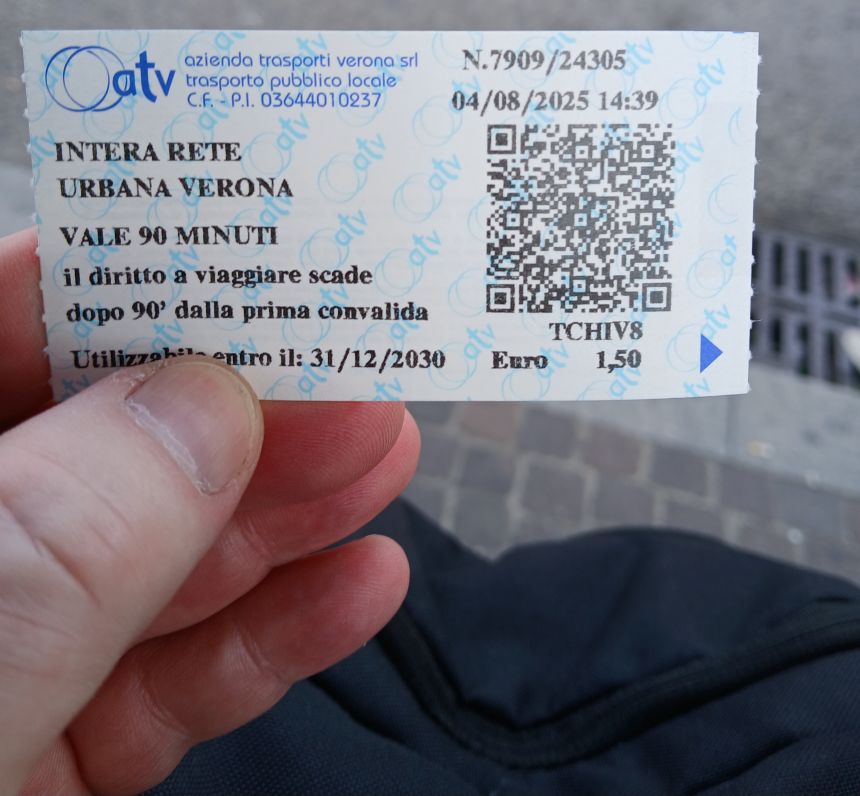 atv
azienda trasporti verona srl
trasporto pubblico locale
C.F. - P.I. 03644010237
N.7909/24305
04/08/2025 14:39
INTERA RETE
URBANA VERONA
VALE 90 MINUTI
il diritto a viaggiare scade
dopo 90' dalla prima convalida
Utilizzabile entro il: 31/12/2030
TCHIV8
Euro 1,50